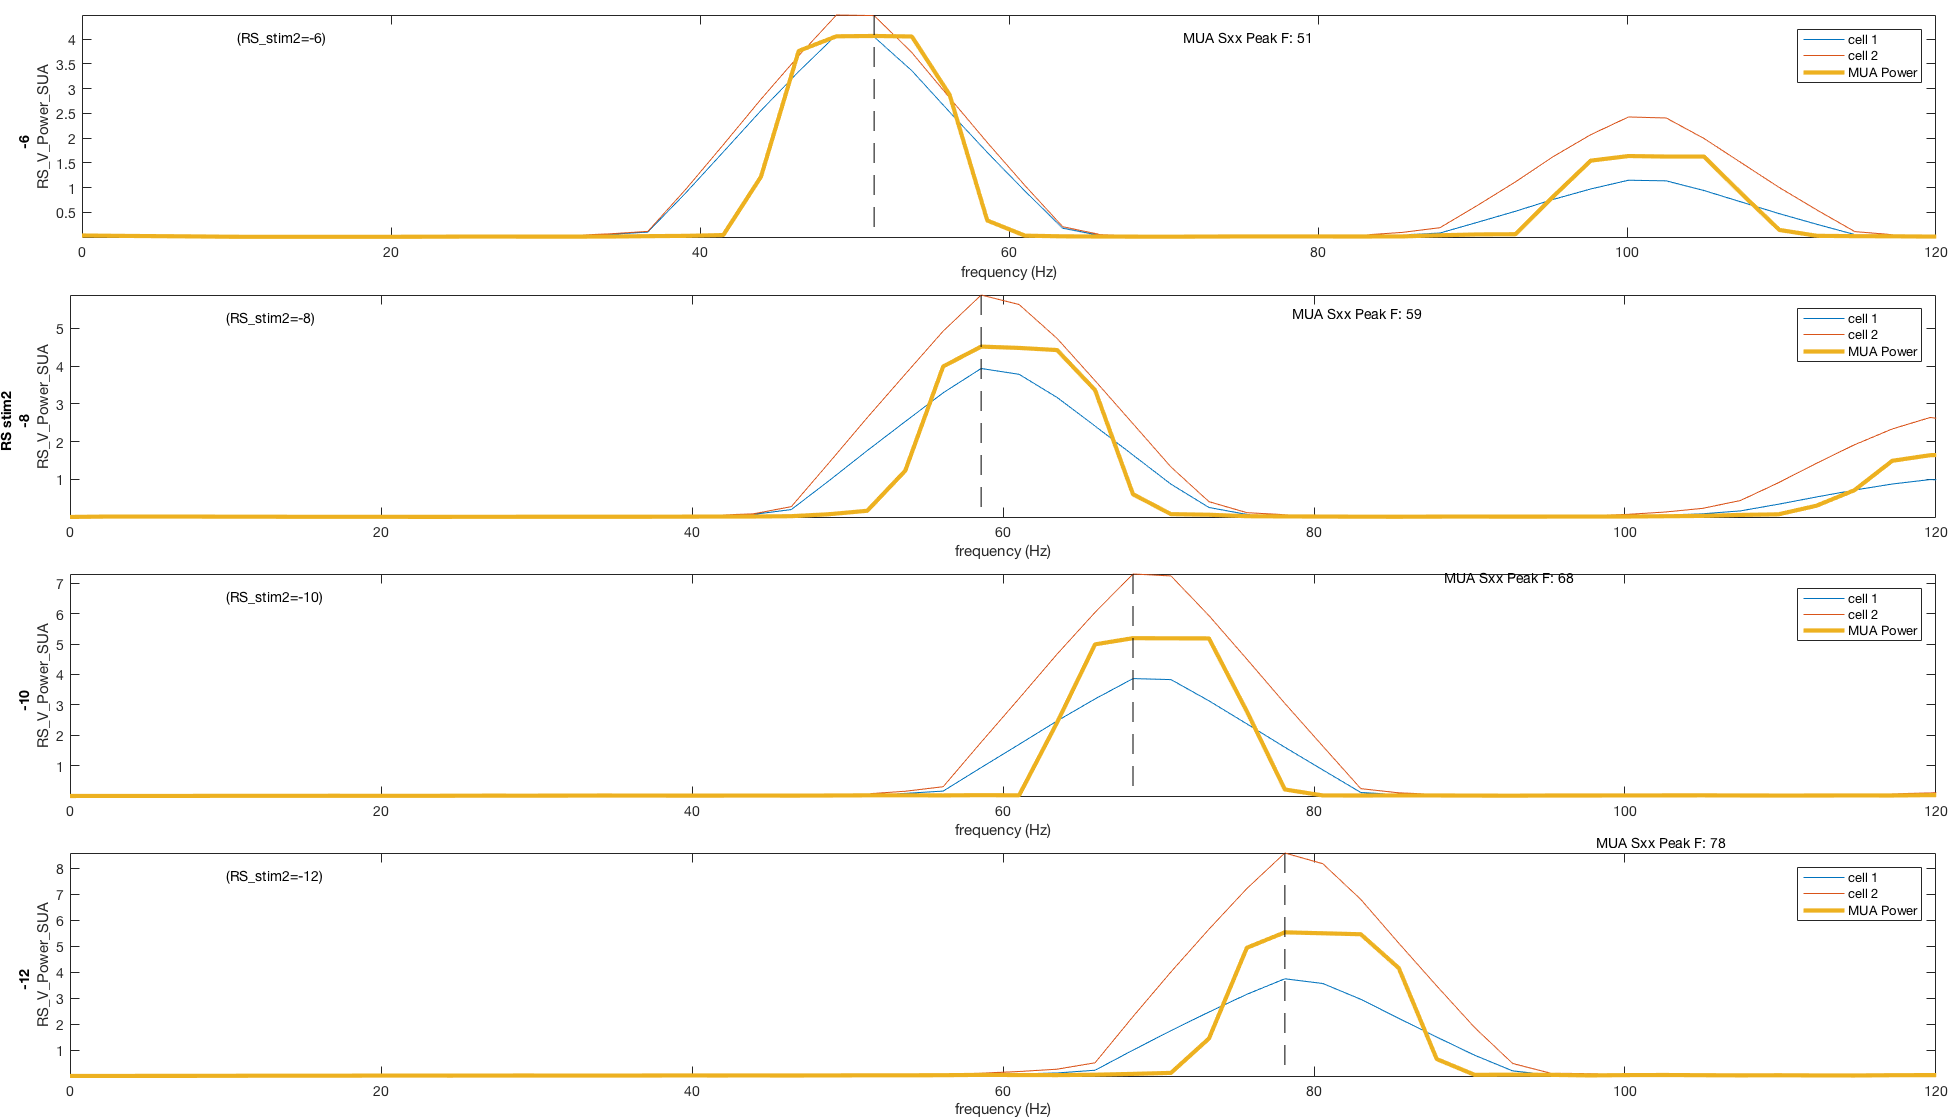 (RS_stim2=-6)
MUA Sxx Peak F: 51
cell 1
cell 2
MUA Power
4
3.5
3
2.5
2
1.5
1
0.5
-6
RS_V_Power_SUA
0 20 40 60 80 100 120
frequency (Hz)
(RS_stim2=-8)
MUA Sxx Peak F: 59
cell 1
cell 2
MUA Power
5
4
3
2
1
RS stim2
-8
RS_V_Power_SUA
0 20 40 60 80 100 120
frequency (Hz)
(RS_stim2=-10)
MUA Sxx Peak F: 68
cell 1
cell 2
MUA Power
7
6
5
4
3
2
1
-10
RS_V_Power_SUA
0 20 40 60 80 100 120
frequency (Hz)
MUA Sxx Peak F: 78
(RS_stim2=-12)
cell 1
cell 2
MUA Power
8
7
6
5
4
3
2
1
-12
RS_V_Power_SUA
0 20 40 60 80 100 120
frequency (Hz)